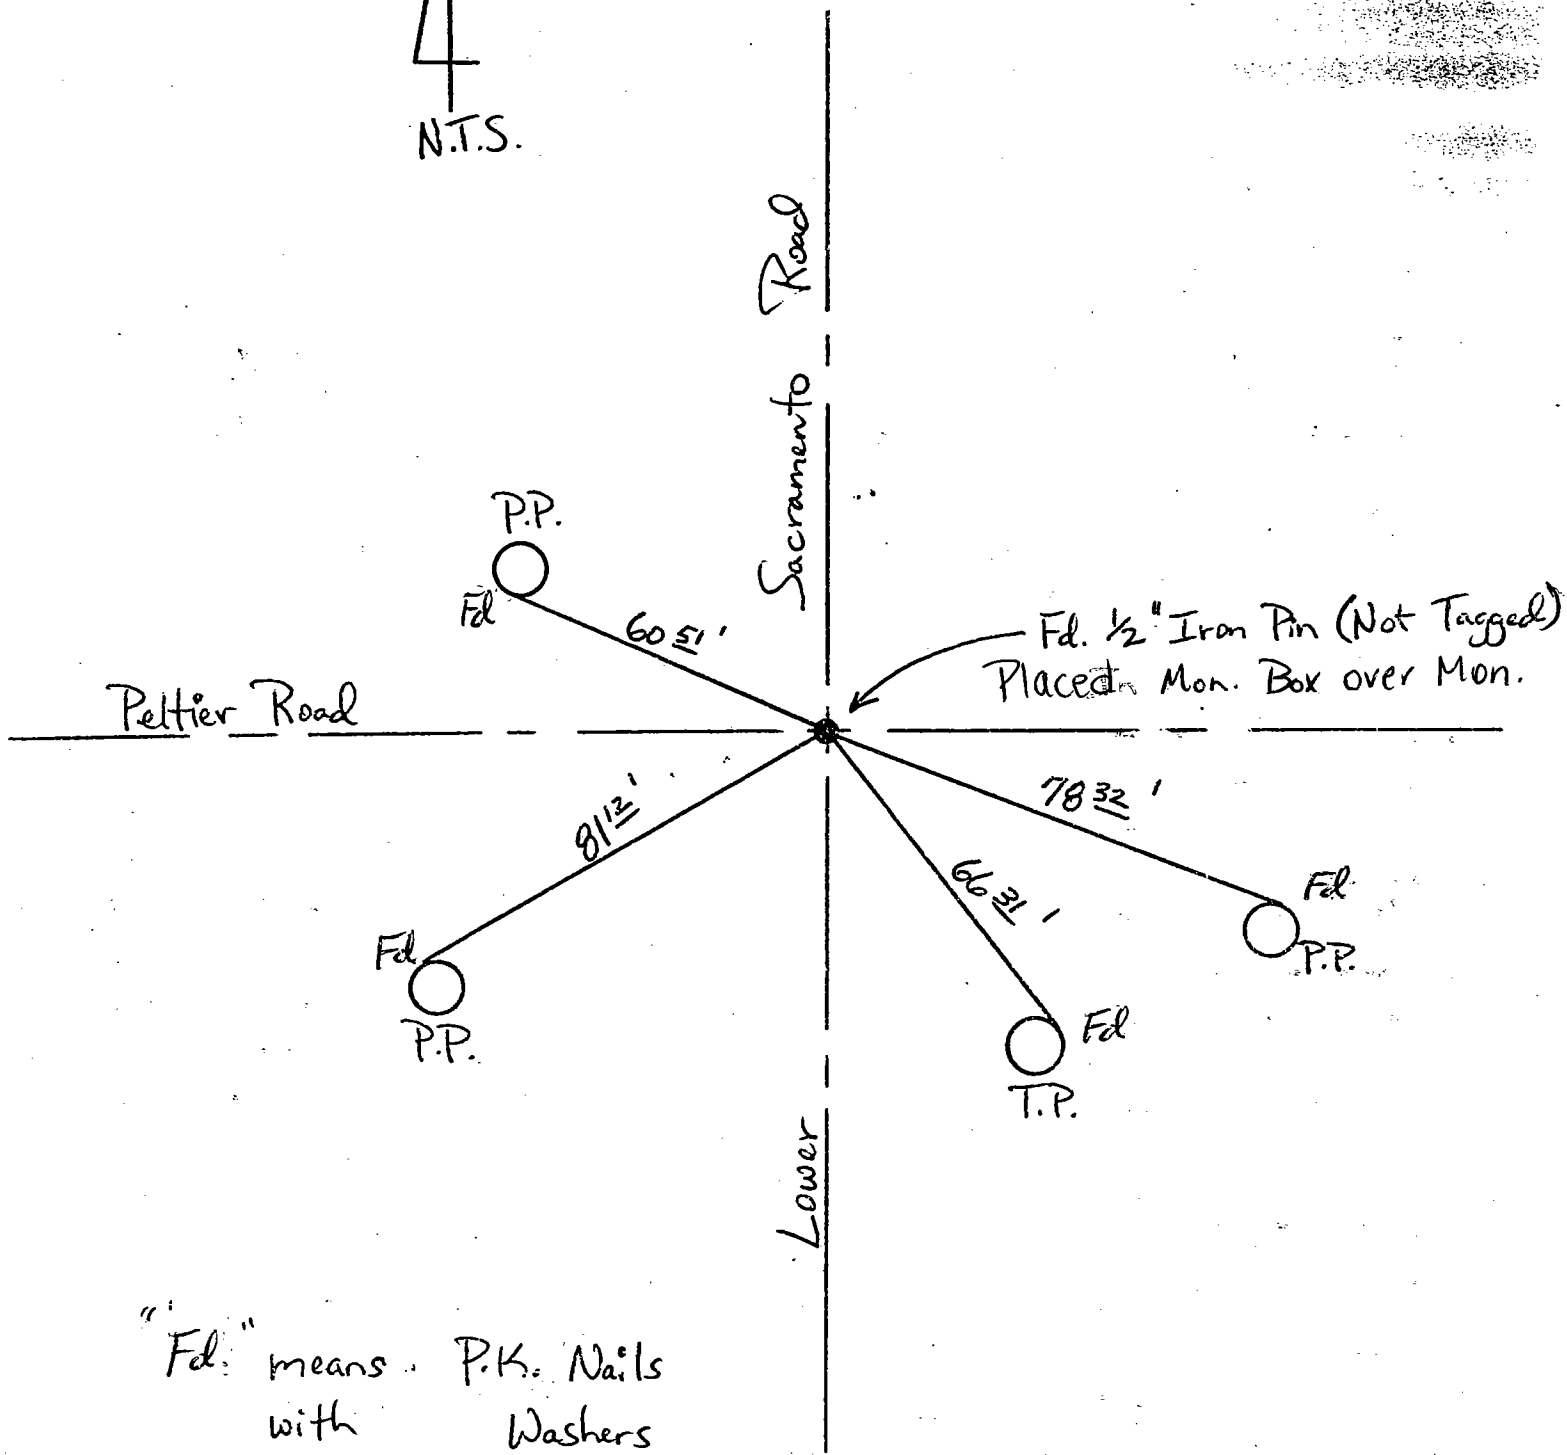 N.T.S.
Lower Sacramento Road
P.P.
Fd
60 51 '
Fd. 1/2" Iron Pin (Not Tagged)
Placed Mon. Box over Mon.
Peltier Road
78 32 '
81 12 '
66 31 '
Fd
P.P.
Fd
P.P.
Fd
T.P.
"Fd." means P.K. Nails
with Washers